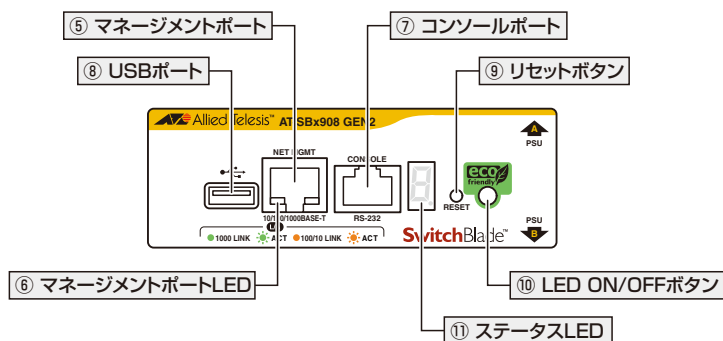 ⑤ マネージメントポート
⑦ コンソールポート
⑧ USBポート
⑨ リセットボタン
Allied Telesis™ AT-SBx908 GEN2
A
PSU
NET MGMT
CONSOLE
eco
friendly
RESET
10/100/1000BASE-T
RS-232
L/A
1000 LINK ACT 100/10 LINK ACT
SwitchBlade™
PSU
B
⑥ マネージメントポートLED
⑩ LED ON/OFFボタン
⑪ ステータスLED